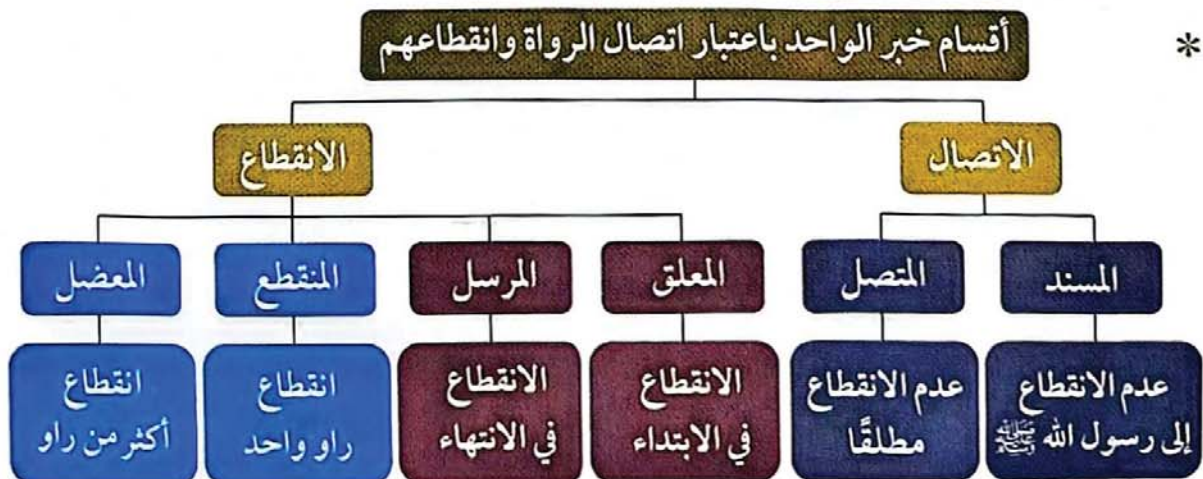 * أقسام خبر الواحد باعتبار اتصال الرواة وانقطاعهم
الاتصال
الانقطاع
المسند
المتصل
المعلق
المرسل
المنقطع
المعضل
عدم الانقطاع
إلى رسول الله ﷺ
عدم الانقطاع
مطلقًا
الانقطاع
في الابتداء
الانقطاع
في الانتهاء
انقطاع
راو واحد
انقطاع
أكثر من راو